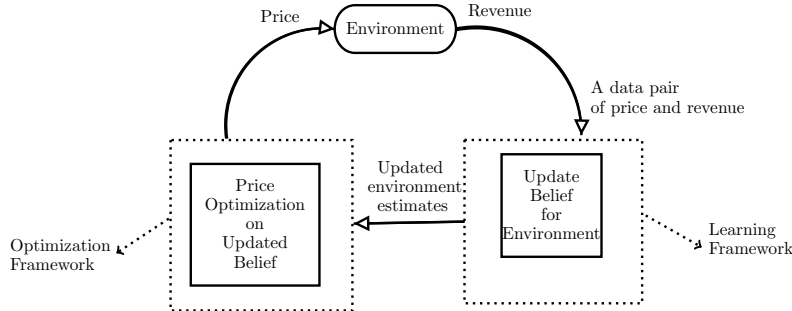 Price
Environment
Revenue
A data pair
of price and revenue
Updated
environment
estimates
Price
Optimization
on
Updated
Belief
Update
Belief
for
Environment
Optimization
Framework
Learning
Framework